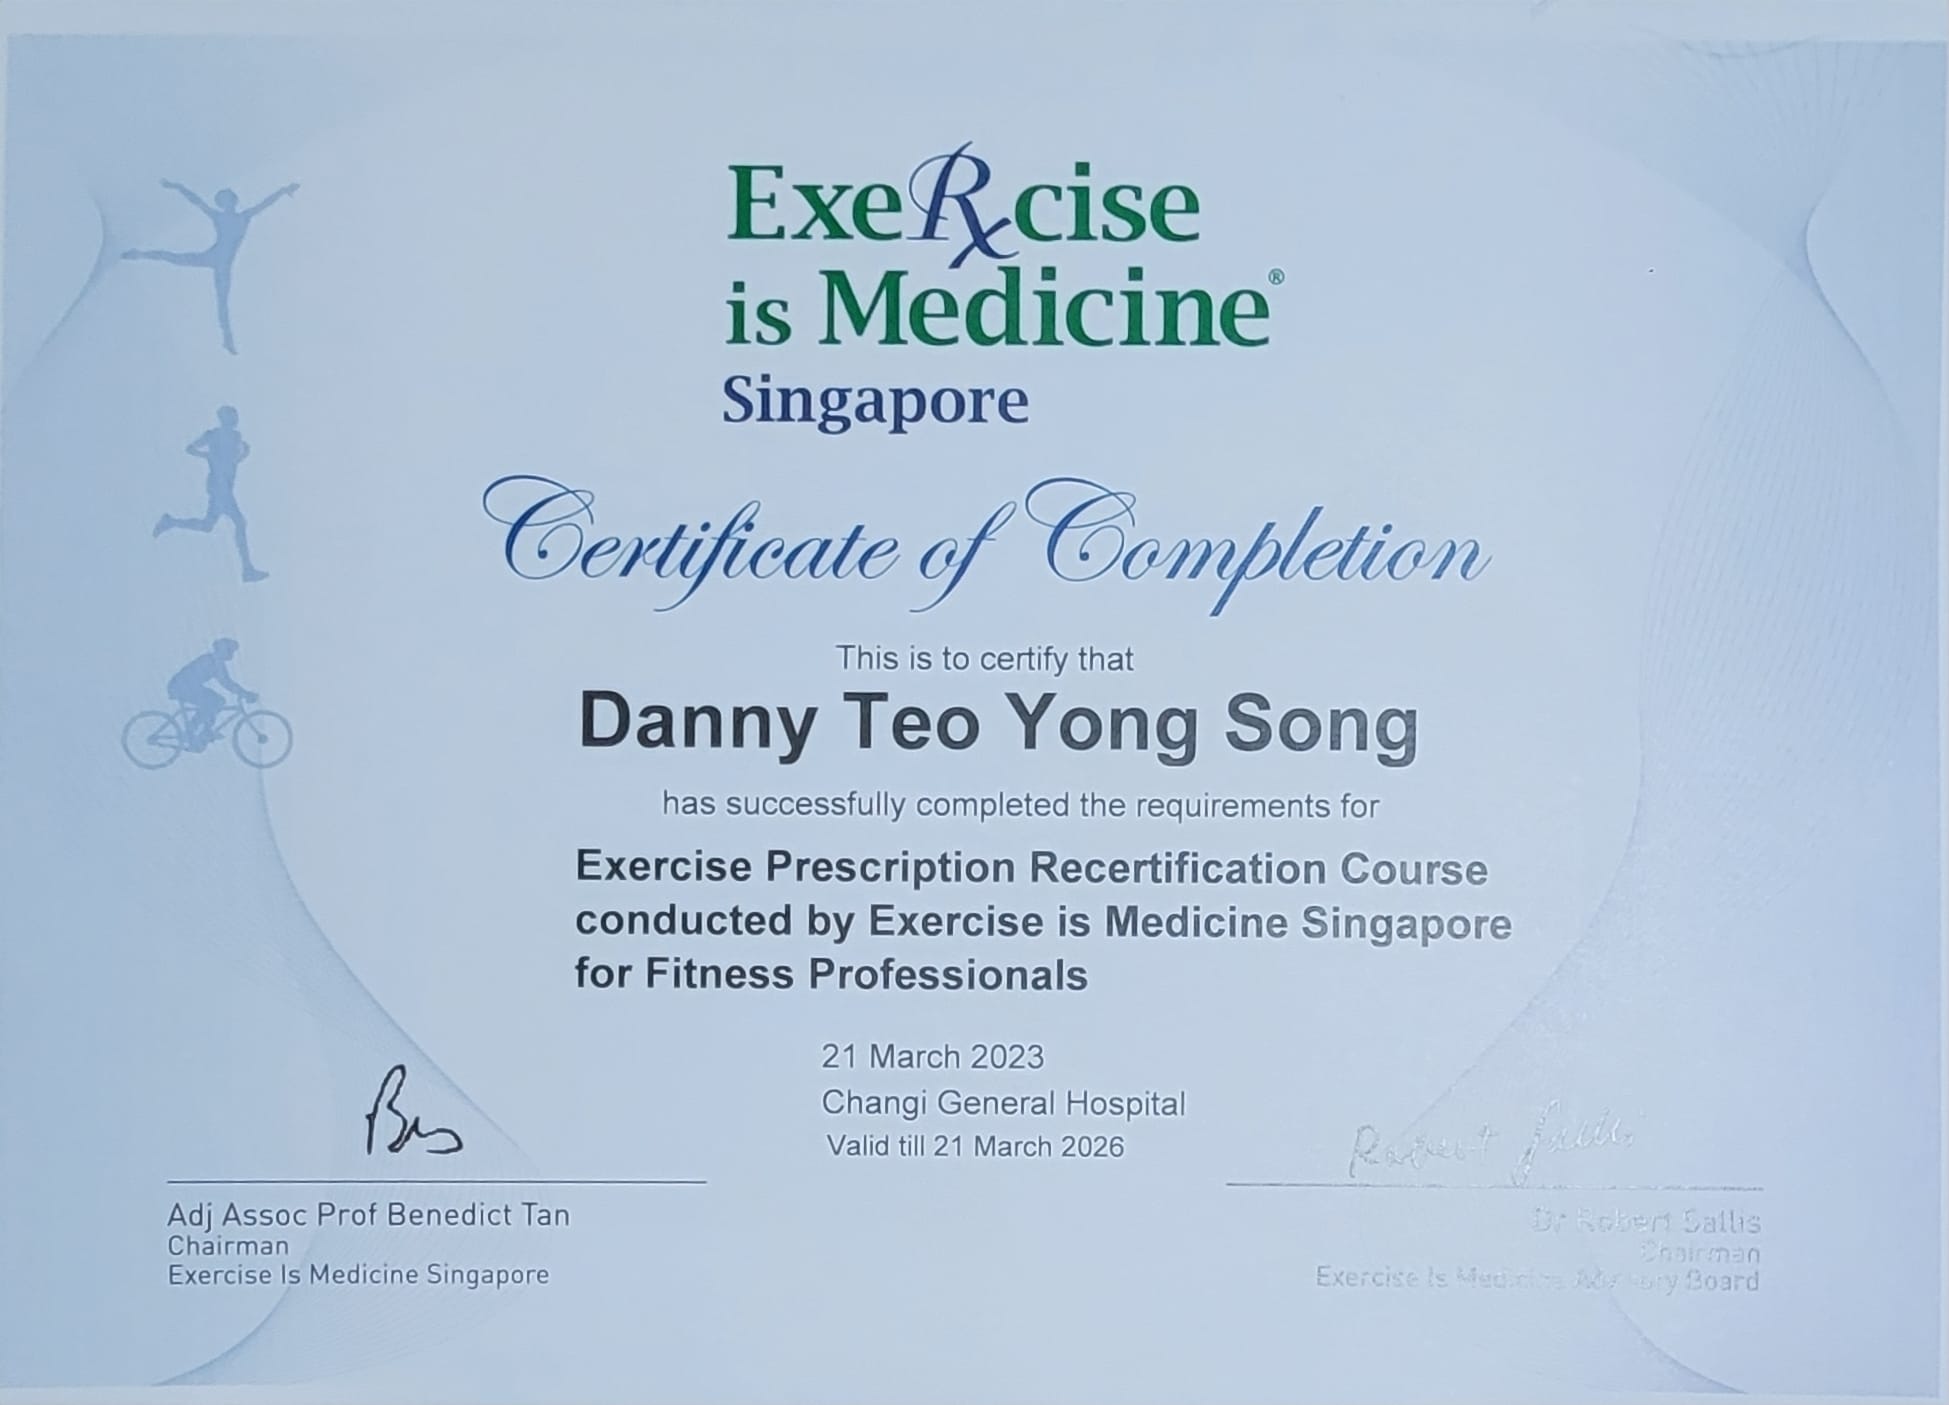 ExeRxcise
is Medicine®
Singapore
Certificate of Completion
This is to certify that
Danny Teo Yong Song
has successfully completed the requirements for
Exercise Prescription Recertification Course
conducted by Exercise is Medicine Singapore
for Fitness Professionals
21 March 2023
Changi General Hospital
Valid till 21 March 2026
Adj Assoc Prof Benedict Tan
Chairman
Exercise Is Medicine Singapore
Robert Sallis
Dr Robert Sallis
Chairman
Exercise Is Medicine Advisory Board